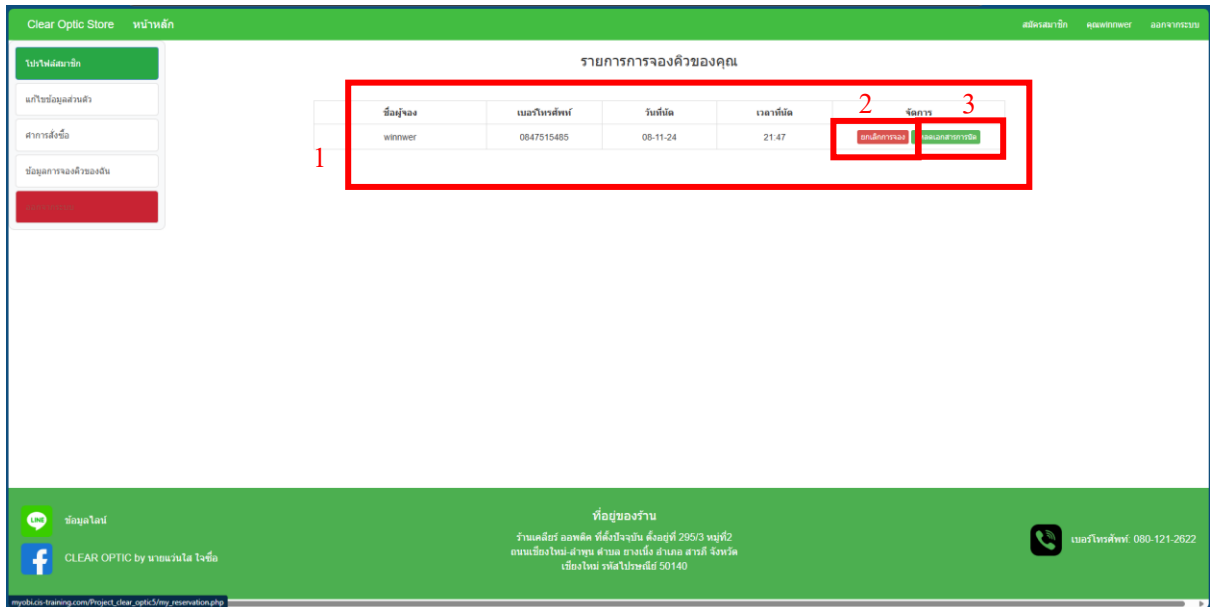 Clear Optic Store หน้าหลัก สมัครสมาชิก คุณwinnwer ออกจากระบบ
โปรไฟล์สมาชิก
แก้ไขข้อมูลส่วนตัว
ค่าการสั่งซื้อ
ข้อมูลการจองคิวของฉัน
รายการการจองคิวของคุณ
1
2
3
ชื่อผู้จอง เบอร์โทรศัพท์ วันที่นัด เวลาที่นัด จัดการ
winnwer 0847515485 08-11-24 21:47 ยกเลิกการจอง
ข้อมูลไลน์
CLEAR OPTIC by นายแว่นใส ใจซื่อ
ที่อยู่ของร้าน
ร้านเคลียร์ ออพติค ที่ตั้งปัจจุบัน ตั้งอยู่ที่ 295/3 หมู่ที่2
ถนนเชียงใหม่-ลำพูน ตำบล ยางเนิ้ง อำเภอ สารภี จังหวัด
เชียงใหม่ รหัสไปรษณีย์ 50140
เบอร์โทรศัพท์: 080-121-2622
myobi.cis-training.com/Project_clear_optic5/my_reservation.php